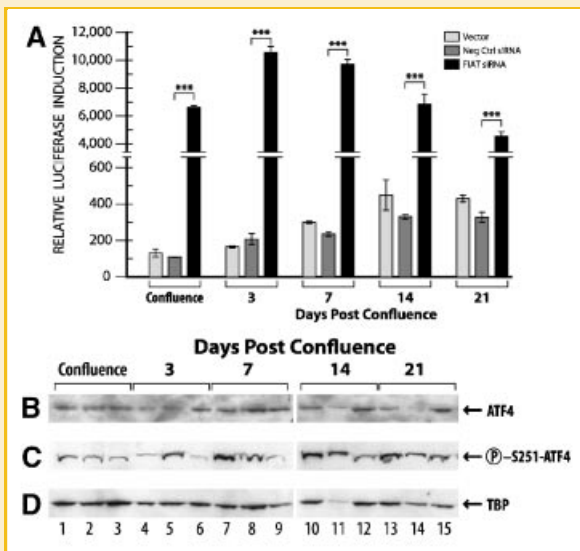 A
RELATIVE LUCIFERASE INDUCTION
12,000
10,000
8,000
6,000
4,000
600
400
200
0
*** *** *** *** ***
Vector
Neg Ctrl siRNA
FIAT siRNA
Confluence 3 7 14 21
Days Post Confluence
Days Post Confluence
Confluence 3 7 14 21
B ← ATF4
C ← Ⓟ–S251-ATF4
D ← TBP
1 2 3 4 5 6 7 8 9 10 11 12 13 14 15